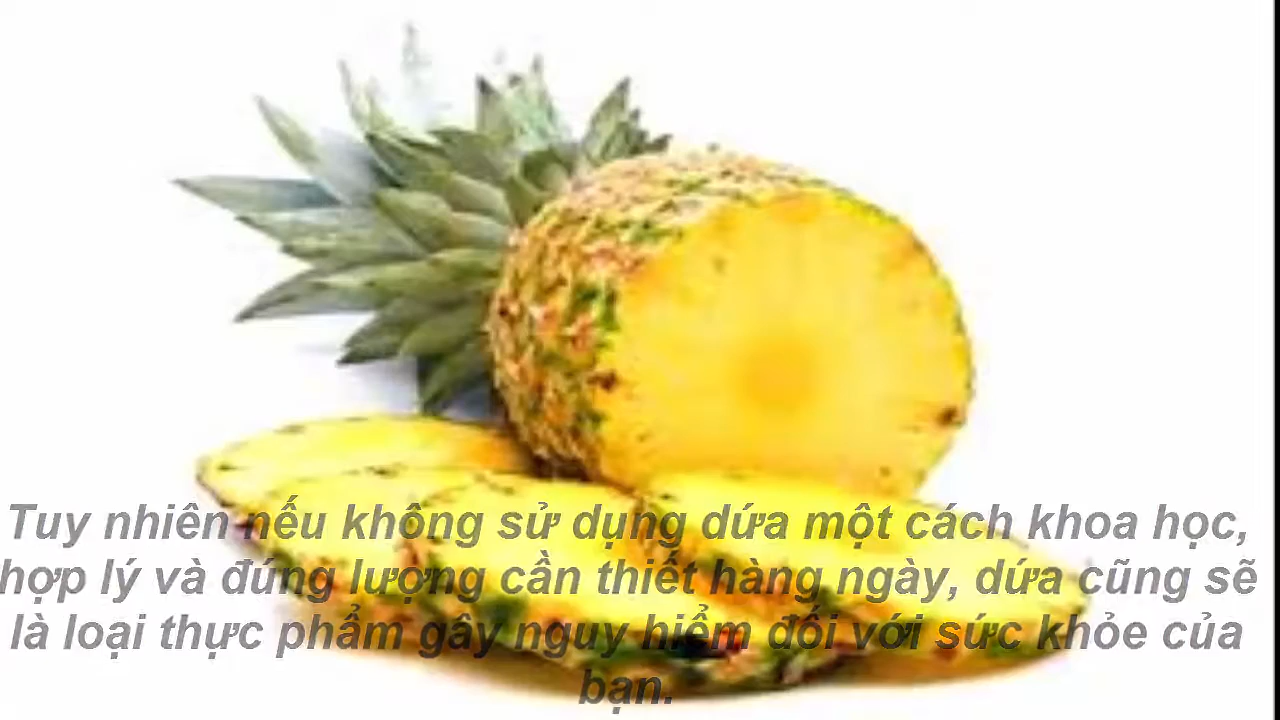 Tuy nhiên nếu không sử dụng dứa một cách khoa học,
hợp lý và đúng lượng cần thiết hàng ngày, dứa cũng sẽ
là loại thực phẩm gây nguy hiểm đối với sức khỏe của
bạn.